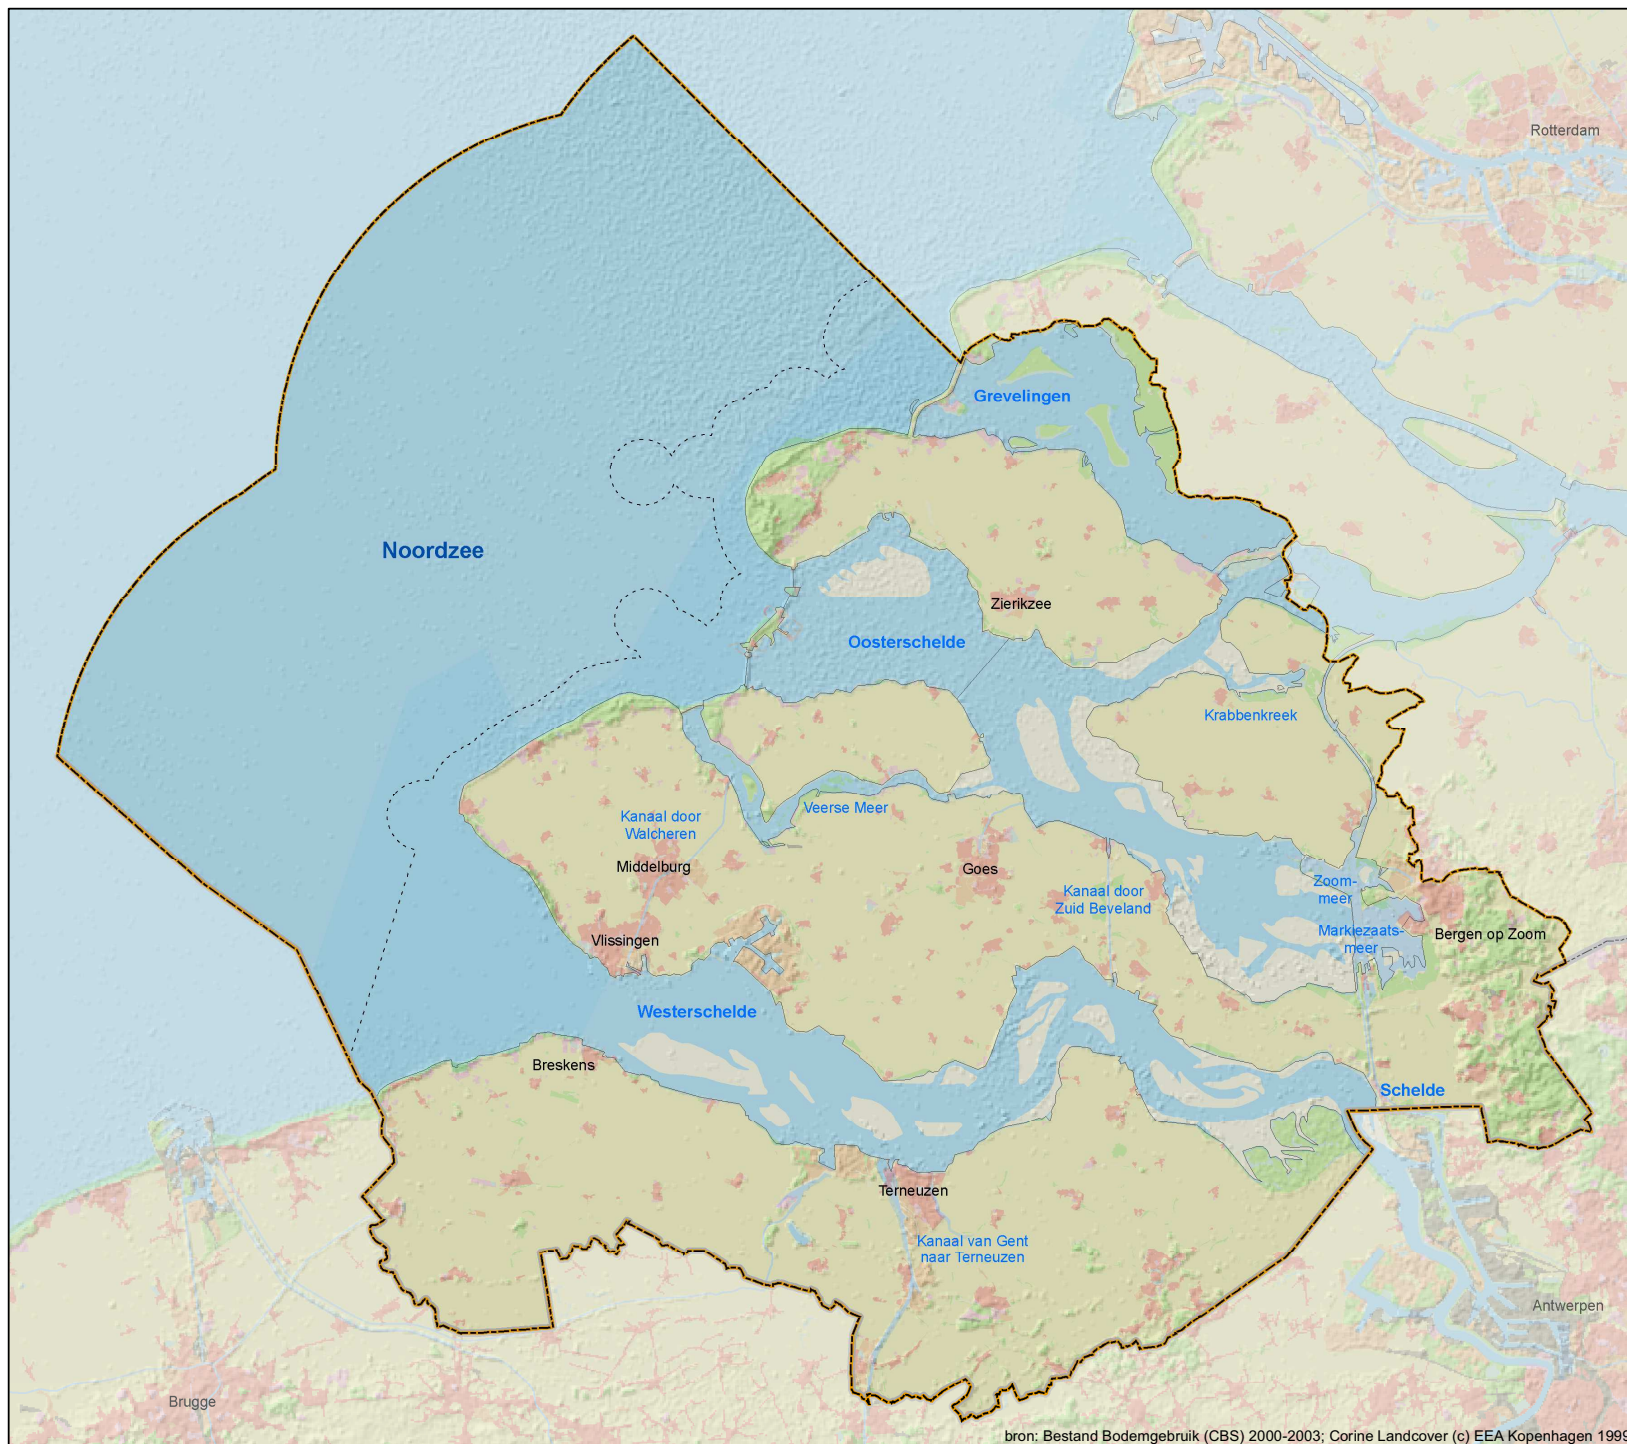 Rotterdam
Grevelingen
Noordzee
Zierikzee
Oosterschelde
Krabbenkreek
Veerse Meer
Kanaal door
Walcheren
Middelburg
Goes
Kanaal door
Zuid Beveland
Zoom-
meer
Markiezaats-
meer
Bergen op Zoom
Vlissingen
Westerschelde
Breskens
Schelde
Terneuzen
Kanaal van Gent
naar Terneuzen
Antwerpen
Brugge
bron: Bestand Bodemgebruik (CBS) 2000-2003; Corine Landcover (c) EEA Kopenhagen 1999